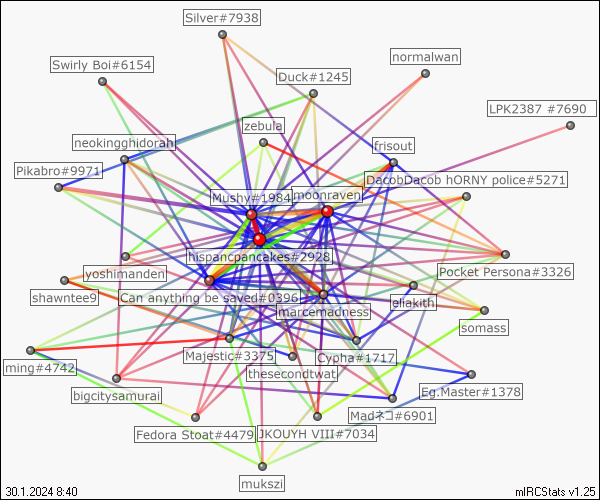 Silver#7938
normalwan
Swirly Boi#6154
Duck#1245
LPK2387 #7690
zebula
neokingghidorah
frisout
Pikabro#9971
DacobDacob hORNY police#5271
Mushy#1984
moonraven
hispancpancakes#2928
yoshimandeh
Pocket Persona#3326
shawntee9
Can anything be saved#0396
eliakith
marcemadness
somass
ming#4742
Majestic#3375
Cypha#1717
thesecondtwat
bigcitysamurai
Eg.Master#1378
Madネコ#6901
Fedora Stoat#4479
JKOUYH VIII#7034
mukszi
30.1.2024 8:40
mIRCStats v1.25